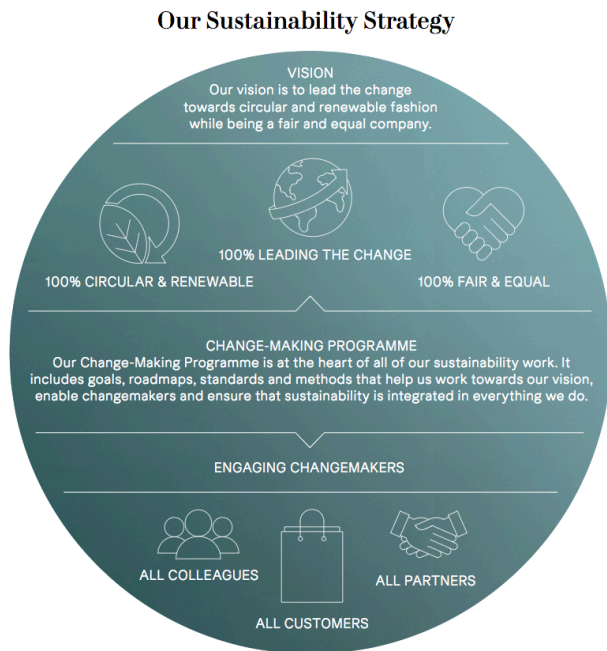 Our Sustainability Strategy
VISION
Our vision is to lead the change
towards circular and renewable fashion
while being a fair and equal company.
100% LEADING THE CHANGE
100% CIRCULAR & RENEWABLE
100% FAIR & EQUAL
CHANGE-MAKING PROGRAMME
Our Change-Making Programme is at the heart of all of our sustainability work. It
includes goals, roadmaps, standards and methods that help us work towards our vision,
enable changemakers and ensure that sustainability is integrated in everything we do.
ENGAGING CHANGEMAKERS
ALL COLLEAGUES
ALL PARTNERS
ALL CUSTOMERS